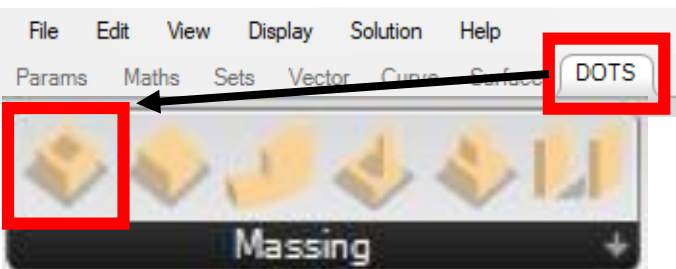 File Edit View Display Solution Help
Params Maths Sets Vector Curve Surface DOTS
Massing